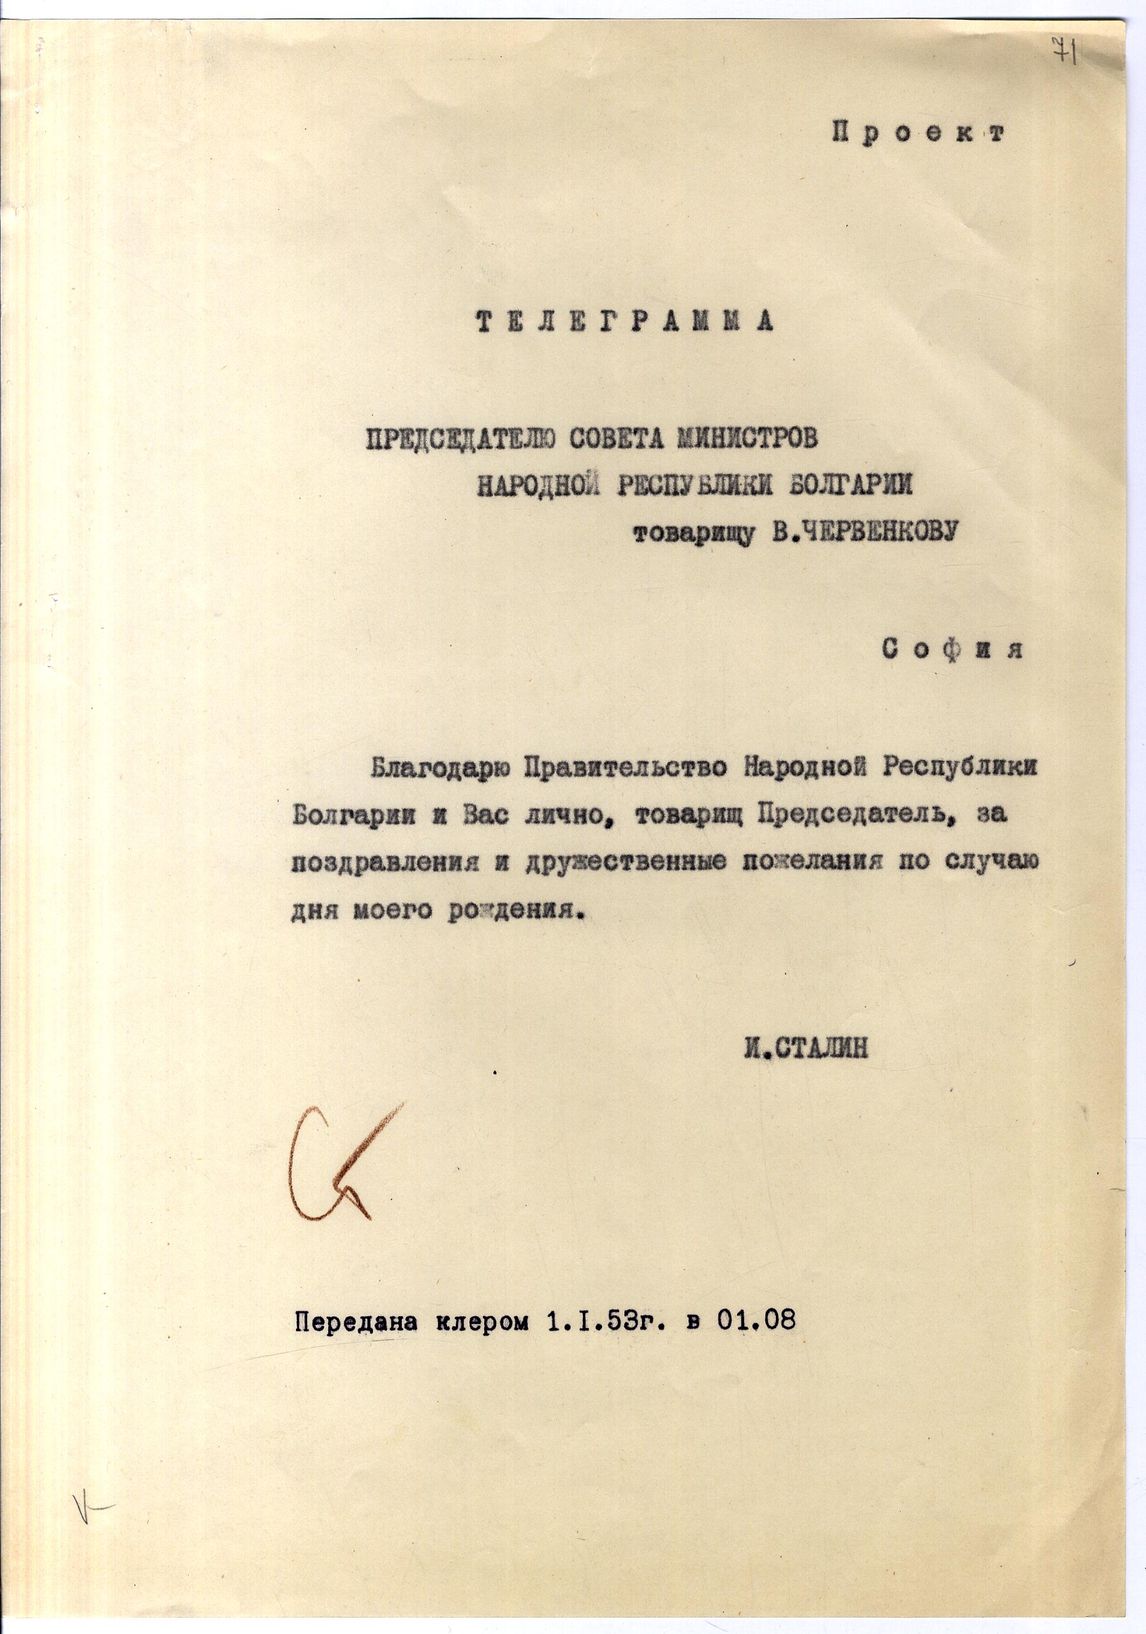 71
Проект
ТЕЛЕГРАММА
ПРЕДСЕДАТЕЛЮ СОВЕТА МИНИСТРОВ
НАРОДНОЙ РЕСПУБЛИКИ БОЛГАРИИ
товарищу В.ЧЕРВЕНКОВУ
София
Благодарю Правительство Народной Республики
Болгарии и Вас лично, товарищ Председатель, за
поздравления и дружественные пожелания по случаю
дня моего рождения.
И.СТАЛИН
Передана клером 1.I.53г. в 01.08